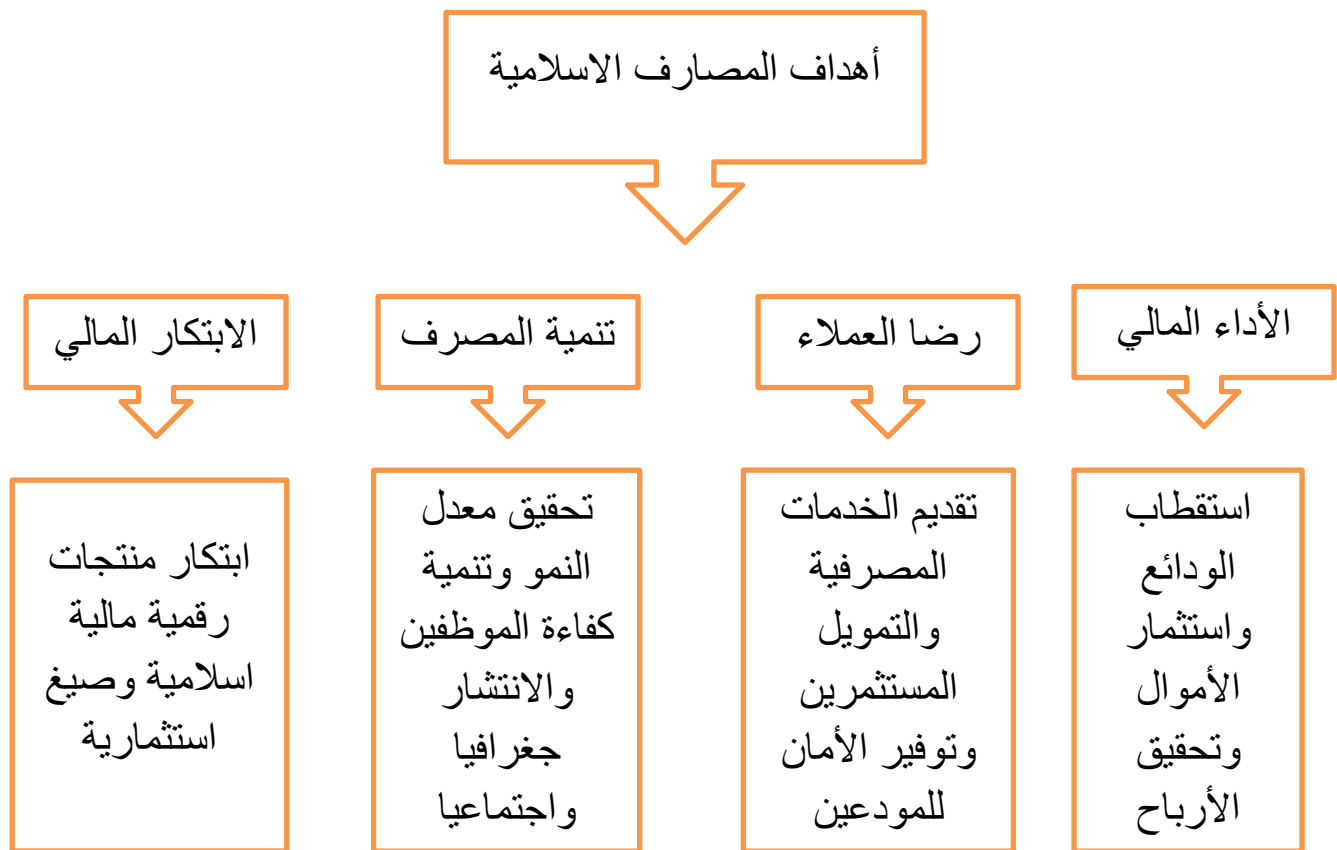 أهداف المصارف الاسلامية
الأداء المالي
رضا العملاء
تنمية المصرف
الابتكار المالي
استقطاب
الودائع
واستثمار
الأموال
وتحقيق
الأرباح
تقديم الخدمات
المصرفية
والتمويل
المستثمرين
وتوفير الأمان
للمودعين
تحقيق معدل
النمو وتنمية
كفاءة الموظفين
والانتشار
جغرافيا
واجتماعيا
ابتكار منتجات
رقمية مالية
اسلامية وصيغ
استثمارية